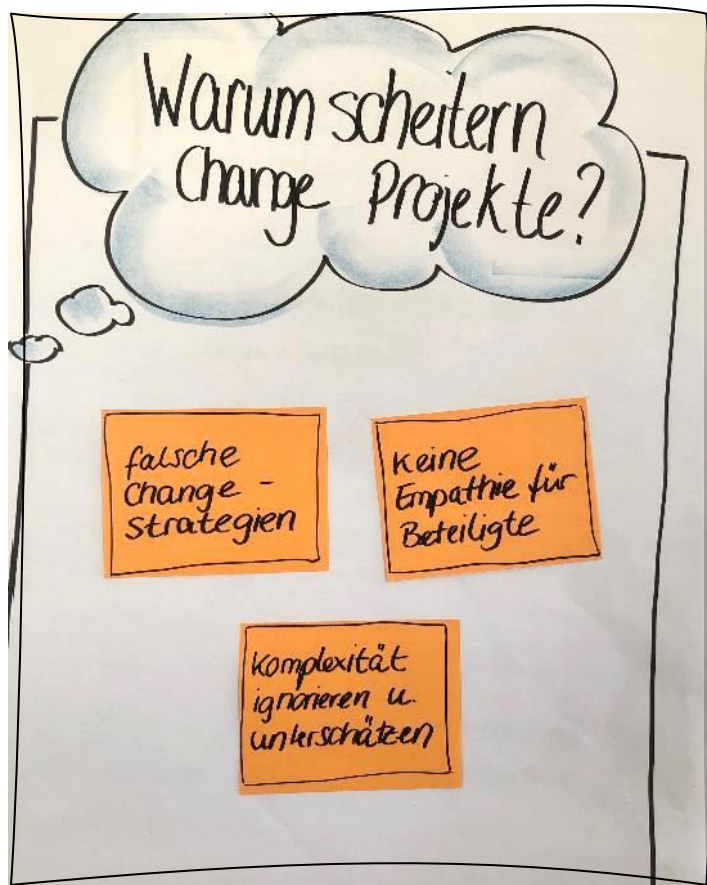 Warum scheitern
Change Projekte?
falsche
Change -
strategien
Keine
Empathie für
Beteiligte
Komplexität
ignorieren u.
unterschätzen